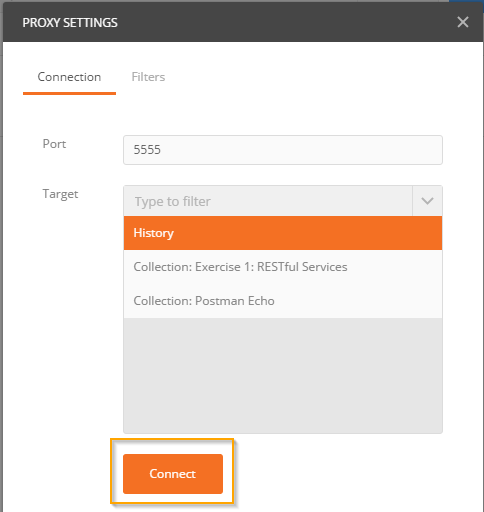 PROXY SETTINGS
Connection Filters
Port 5555
Target Type to filter
History
Collection: Exercise 1: RESTful Services
Collection: Postman Echo
Connect